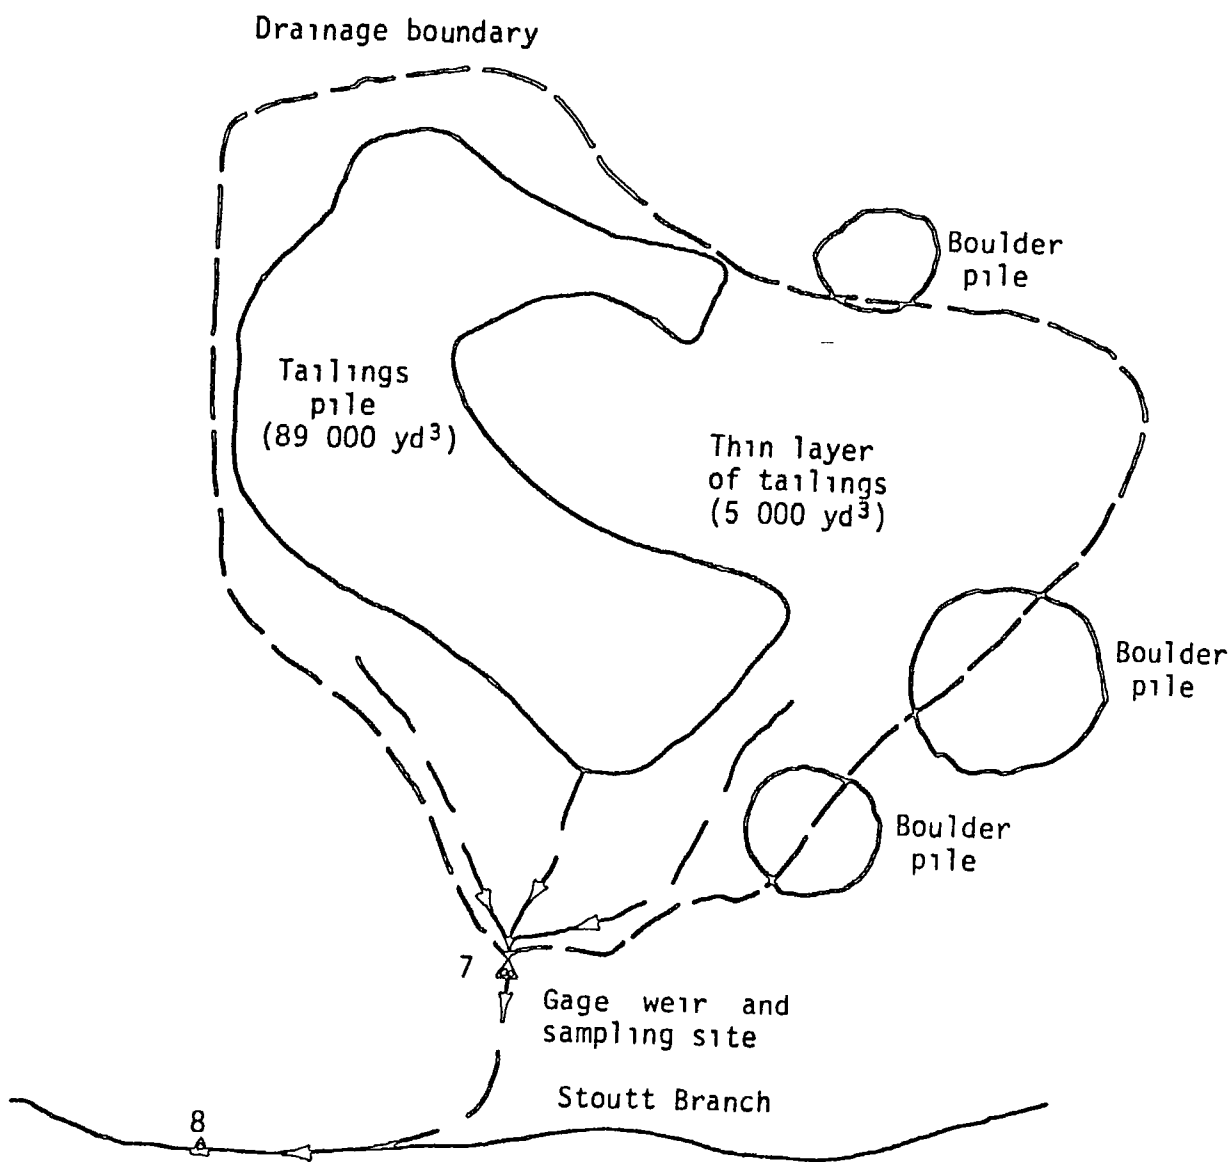 Drainage boundary
Boulder
pile
Tailings
pile
(89 000 yd³)
Thin layer
of tailings
(5 000 yd³)
Boulder
pile
Boulder
pile
7
Gage weir and
sampling site
Stoutt Branch
8